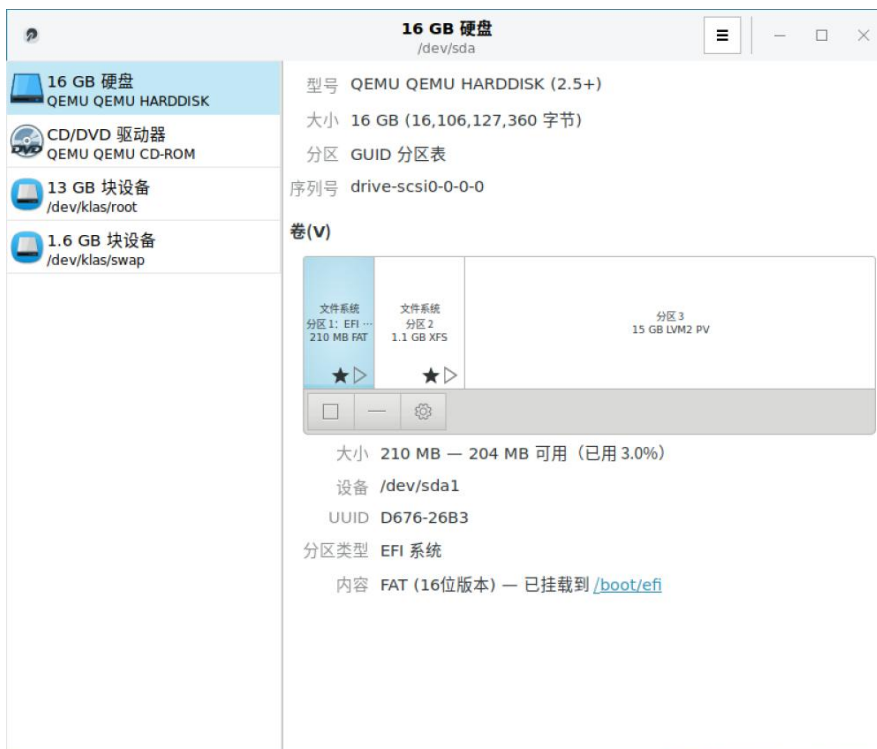 16 GB 硬盘
/dev/sda
16 GB 硬盘
QEMU QEMU HARDDISK
CD/DVD 驱动器
QEMU QEMU CD-ROM
13 GB 块设备
/dev/klas/root
1.6 GB 块设备
/dev/klas/swap
型号 QEMU QEMU HARDDISK (2.5+)
大小 16 GB (16,106,127,360 字节)
分区 GUID 分区表
序列号 drive-scsi0-0-0-0
卷(V)
文件系统
分区 1：EFI …
210 MB FAT
文件系统
分区 2
1.1 GB XFS
分区 3
15 GB LVM2 PV
大小 210 MB — 204 MB 可用（已用 3.0%）
设备 /dev/sda1
UUID D676-26B3
分区类型 EFI 系统
内容 FAT (16位版本) — 已挂载到 /boot/efi
DVD